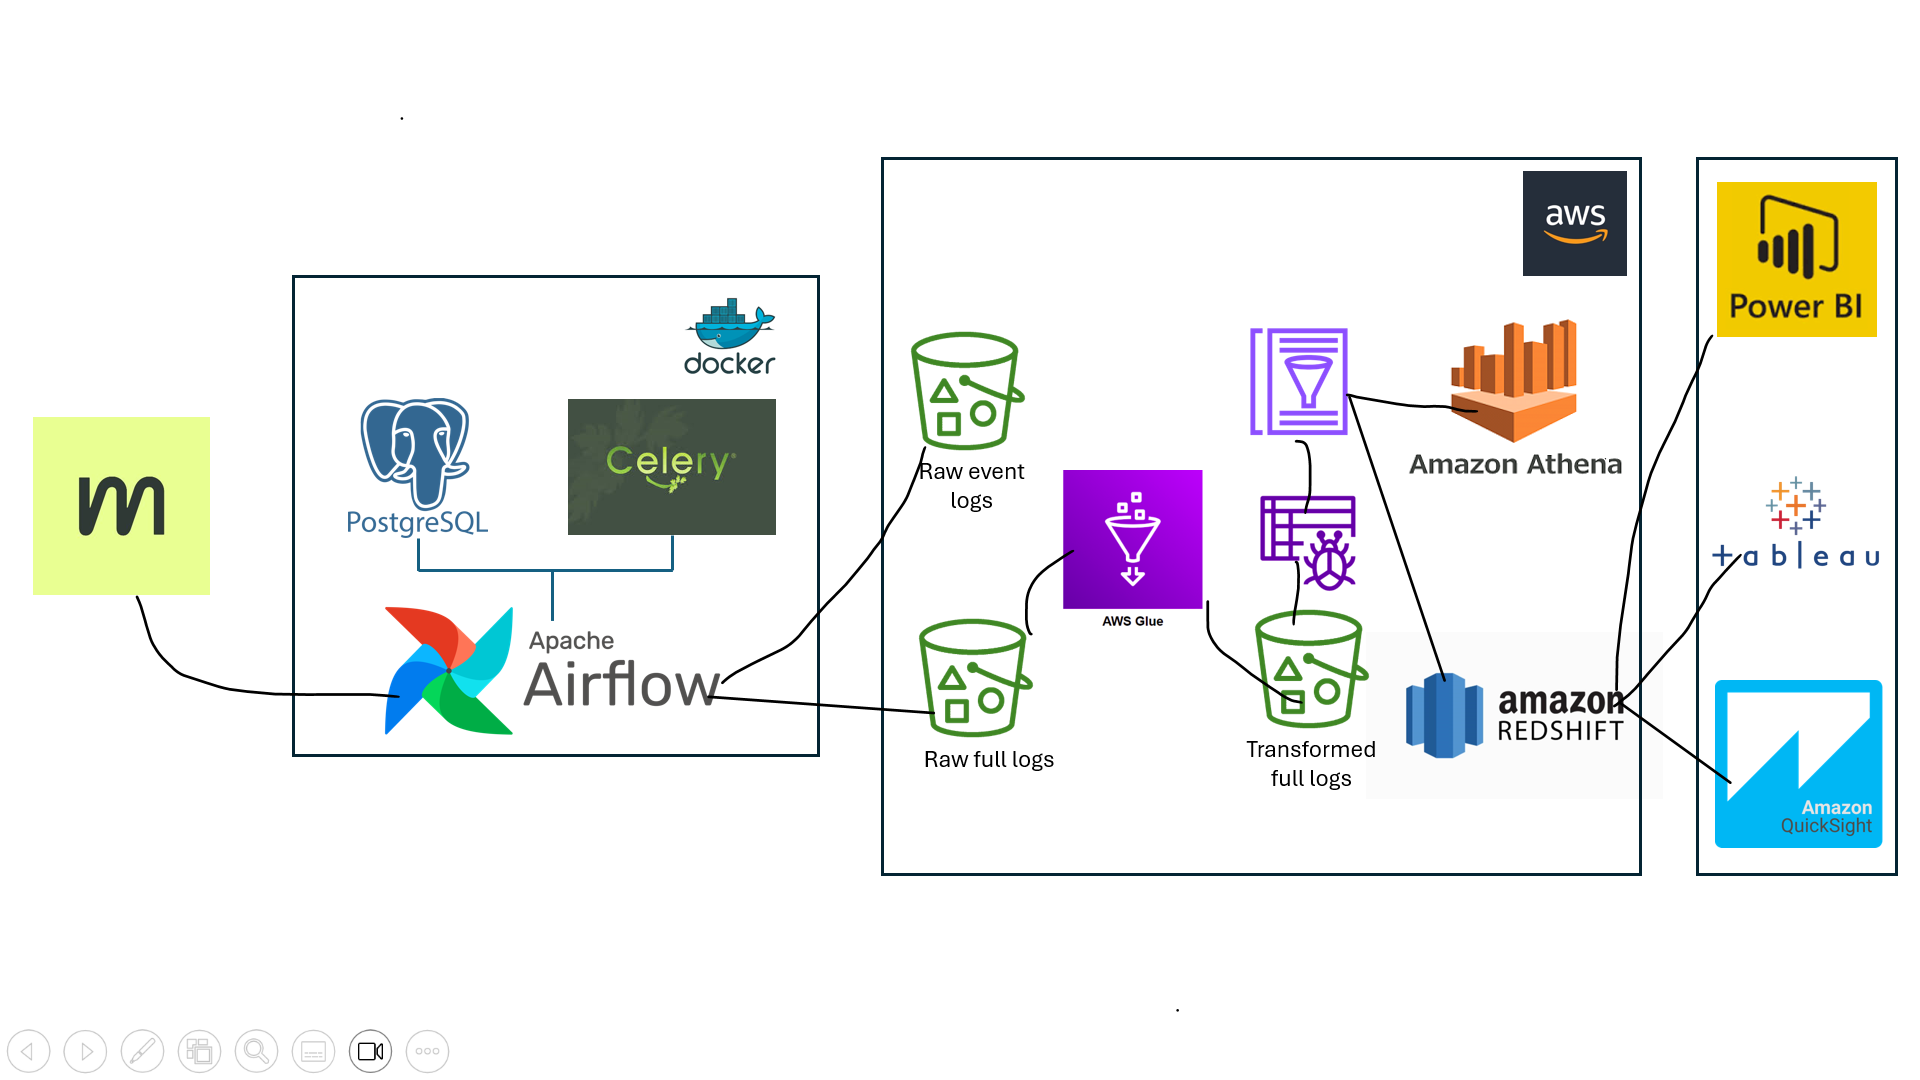 m
docker
PostgreSQL
Celery
Apache
Airflow
aws
Raw event
logs
Raw full logs
AWS Glue
Transformed
full logs
Amazon Athena
amazon
REDSHIFT
Power BI
+ableau
Amazon
QuickSight